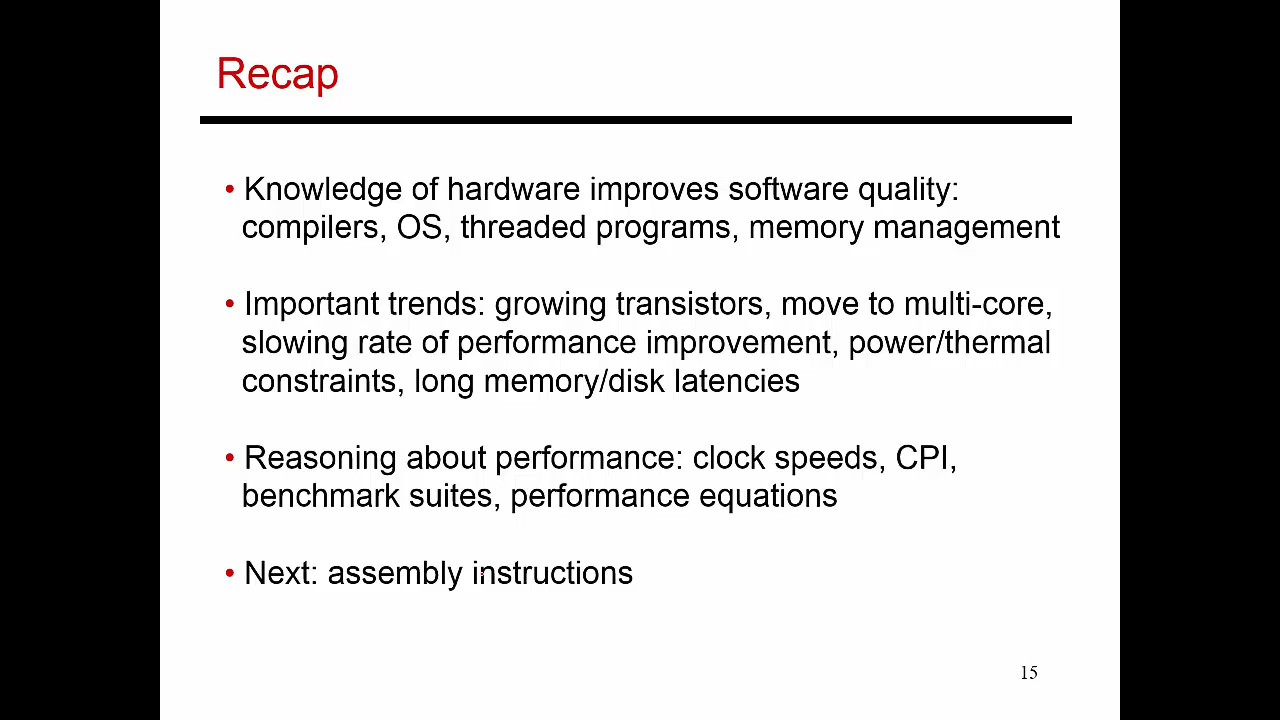 Recap
• Knowledge of hardware improves software quality:
compilers, OS, threaded programs, memory management
• Important trends: growing transistors, move to multi-core,
slowing rate of performance improvement, power/thermal
constraints, long memory/disk latencies
• Reasoning about performance: clock speeds, CPI,
benchmark suites, performance equations
• Next: assembly instructions
15